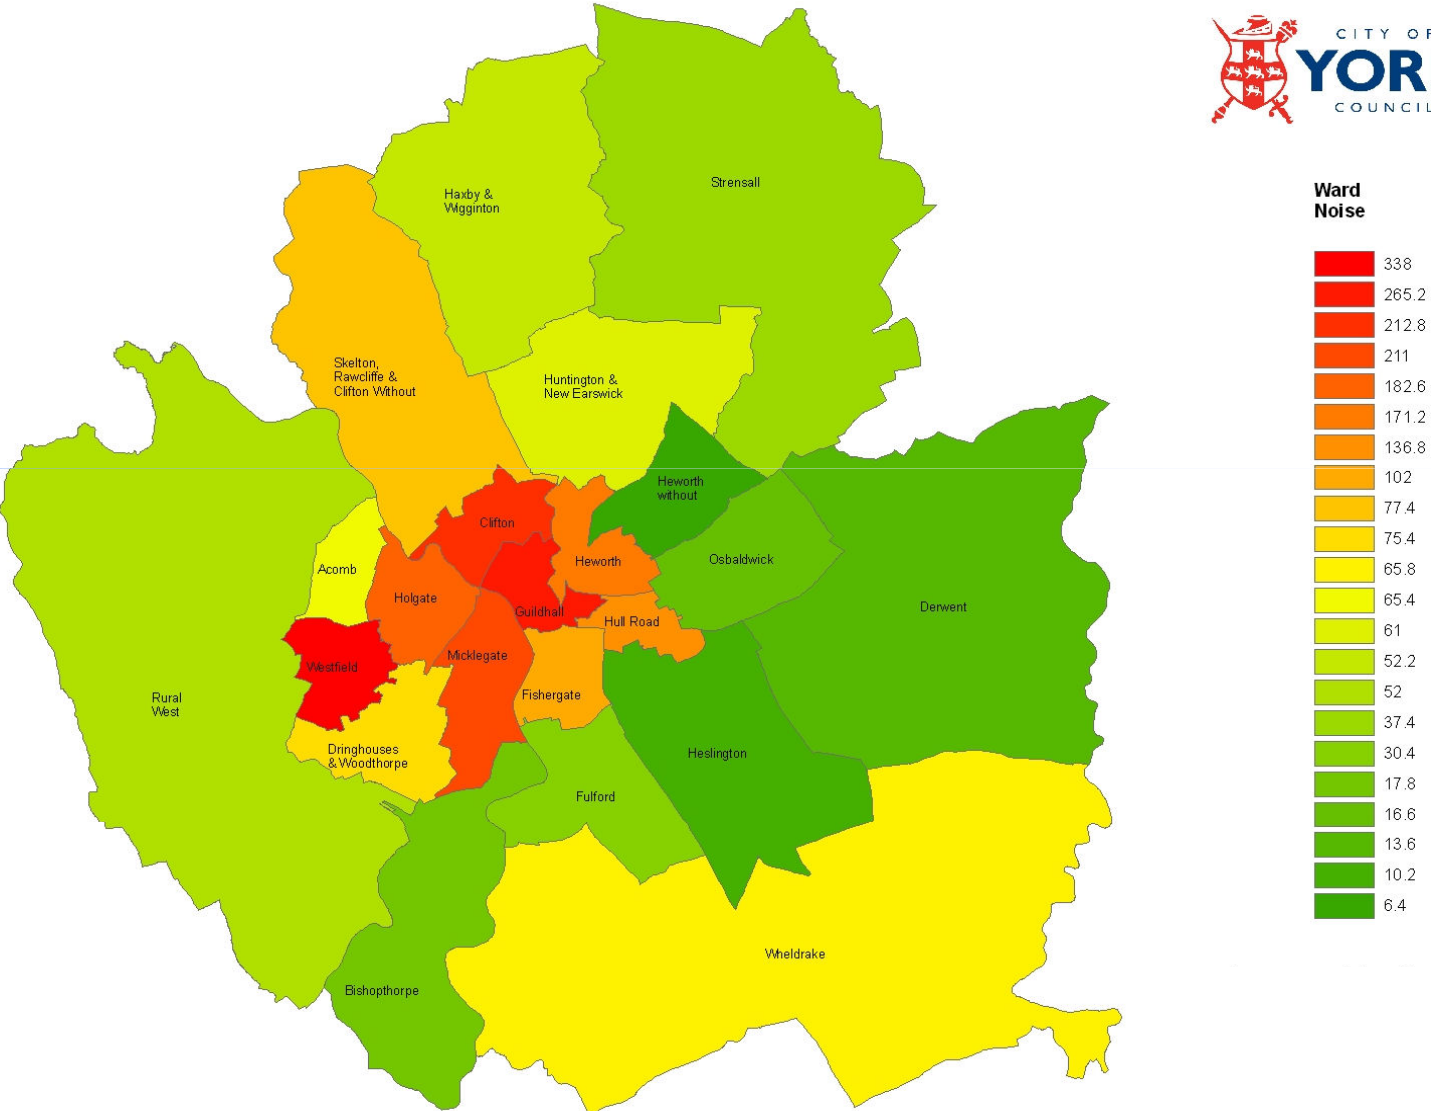 CITY OF
YOR
COUNCIL
Strensall
Haxby &
Wigginton
Ward
Noise
338
265.2
212.8
211
182.6
171.2
136.8
102
77.4
75.4
65.8
65.4
61
52.2
52
37.4
30.4
17.8
16.6
13.6
10.2
6.4
Skelton,
Rawcliffe &
Clifton Without
Huntington &
New Earswick
Heworth
without
Clifton
Osbaldwick
Heworth
Acomb
Holgate
Derwent
Guildhall
Hull Road
Micklegate
Westfield
Fishergate
Rural
West
Dringhouses
& Woodthorpe
Heslington
Fulford
Wheldrake
Bishopthorpe